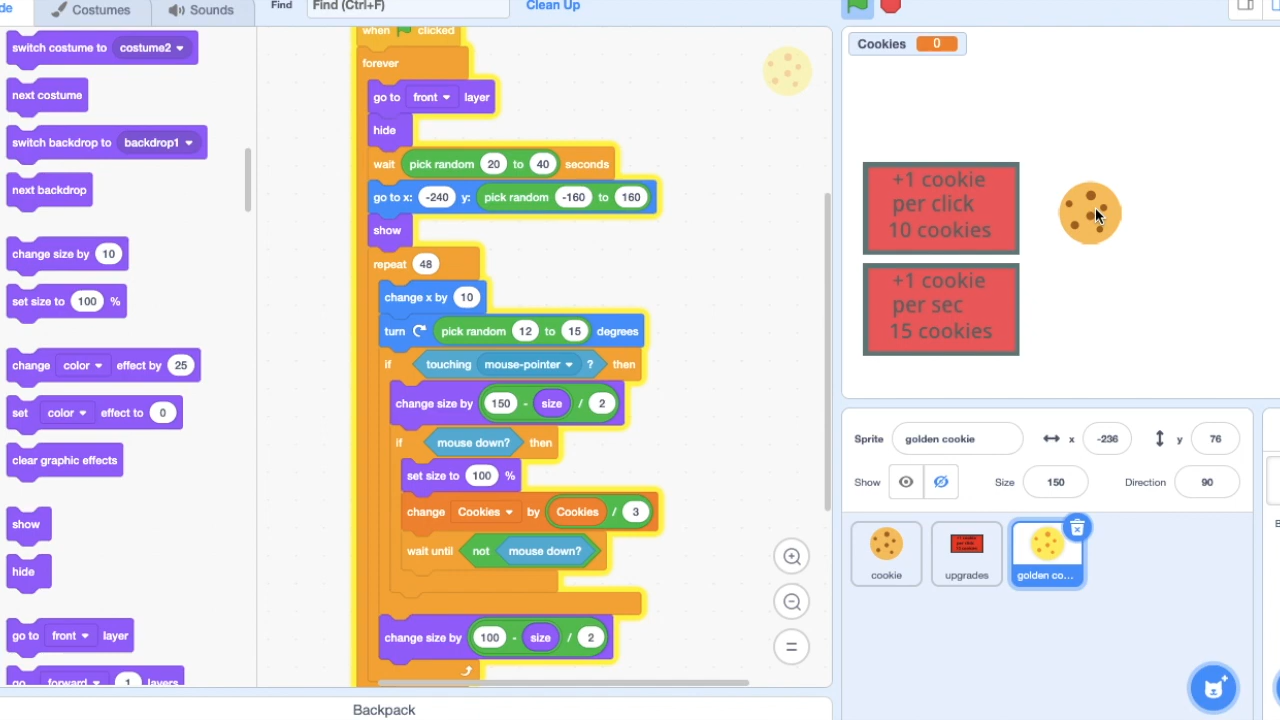 de
Costumes
Sounds
Find
Find (Ctrl+F)
Clean Up
switch costume to costume2
next costume
switch backdrop to backdrop1
next backdrop
change size by 10
set size to 100 %
change color effect by 25
set color effect to 0
clear graphic effects
show
hide
go to front layer
go forward 1 layers
when clicked
forever
go to front layer
hide
wait pick random 20 to 40 seconds
go to x: -240 y: pick random -160 to 160
show
repeat 48
change x by 10
turn pick random 12 to 15 degrees
if touching mouse-pointer ? then
change size by 150 - size / 2
if mouse down? then
set size to 100 %
change Cookies by Cookies / 3
wait until not mouse down?
change size by 100 - size / 2
Backpack
Cookies 0
+1 cookie
per click
10 cookies
+1 cookie
per sec
15 cookies
Sprite golden cookie x -236 y 76
Show Size 150 Direction 90
cookie
upgrades
golden co...